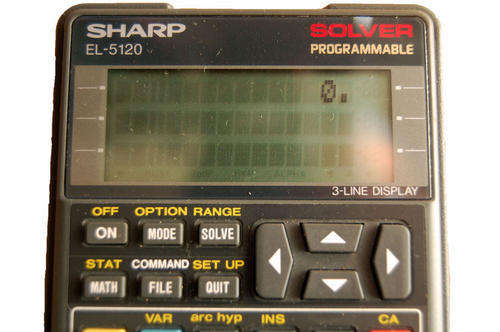 SHARP
SOLVER
EL-5120
PROGRAMMABLE
0.
3-LINE DISPLAY
OFF OPTION RANGE
ON MODE SOLVE
STAT COMMAND SET UP
MATH FILE QUIT
VAR arc hyp INS CA